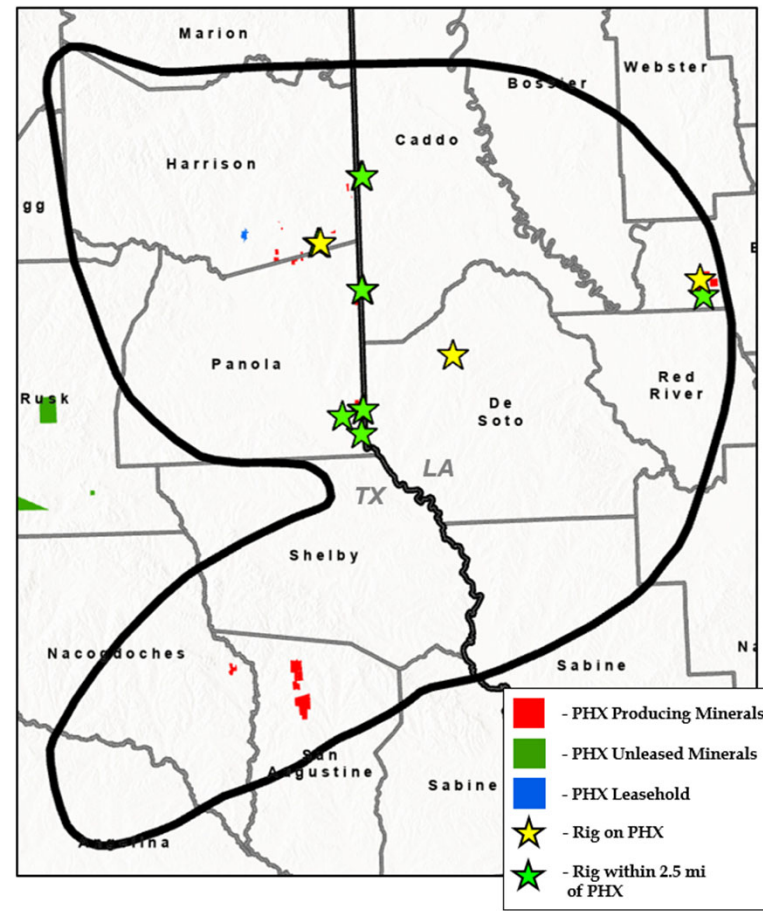 Marion
Webster
Bossier
Caddo
Harrison
gg
Panola
Rusk
Red
River
De
Soto
LA
TX
Shelby
Nacogdoches
Sabine
Na
San
Augustine
Sabine
Angelina
- PHX Producing Minerals
- PHX Unleased Minerals
- PHX Leasehold
- Rig on PHX
- Rig within 2.5 mi
of PHX